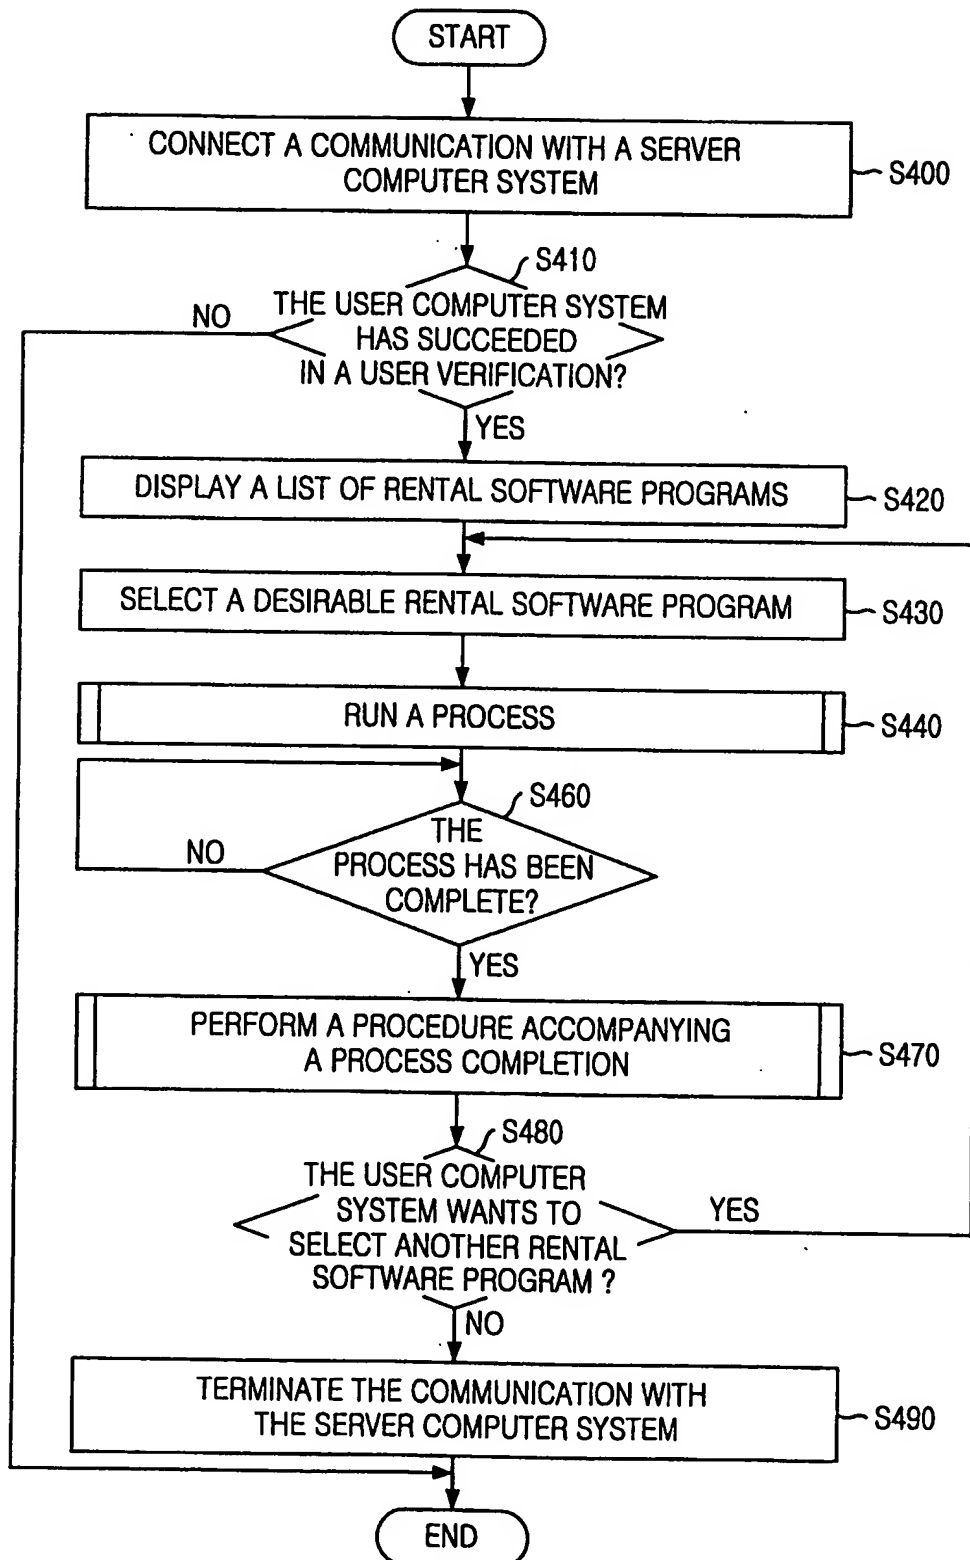 START
CONNECT A COMMUNICATION WITH A SERVER
COMPUTER SYSTEM
S400
S410
THE USER COMPUTER SYSTEM
HAS SUCCEEDED
IN A USER VERIFICATION?
NO
YES
DISPLAY A LIST OF RENTAL SOFTWARE PROGRAMS
S420
SELECT A DESIRABLE RENTAL SOFTWARE PROGRAM
S430
RUN A PROCESS
S440
S460
THE
PROCESS HAS BEEN
COMPLETE?
NO
YES
PERFORM A PROCEDURE ACCOMPANYING
A PROCESS COMPLETION
S470
S480
THE USER COMPUTER
SYSTEM WANTS TO
SELECT ANOTHER RENTAL
SOFTWARE PROGRAM ?
YES
NO
TERMINATE THE COMMUNICATION WITH
THE SERVER COMPUTER SYSTEM
S490
END